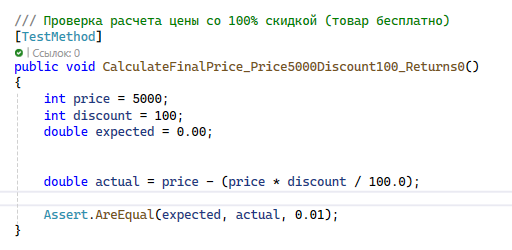 /// Проверка расчета цены со 100% скидкой (товар бесплатно)
[TestMethod]
| Ссылок: 0
public void CalculateFinalPrice_Price5000Discount100_Returns0()
{
int price = 5000;
int discount = 100;
double expected = 0.00;
double actual = price - (price * discount / 100.0);
Assert.AreEqual(expected, actual, 0.01);
}